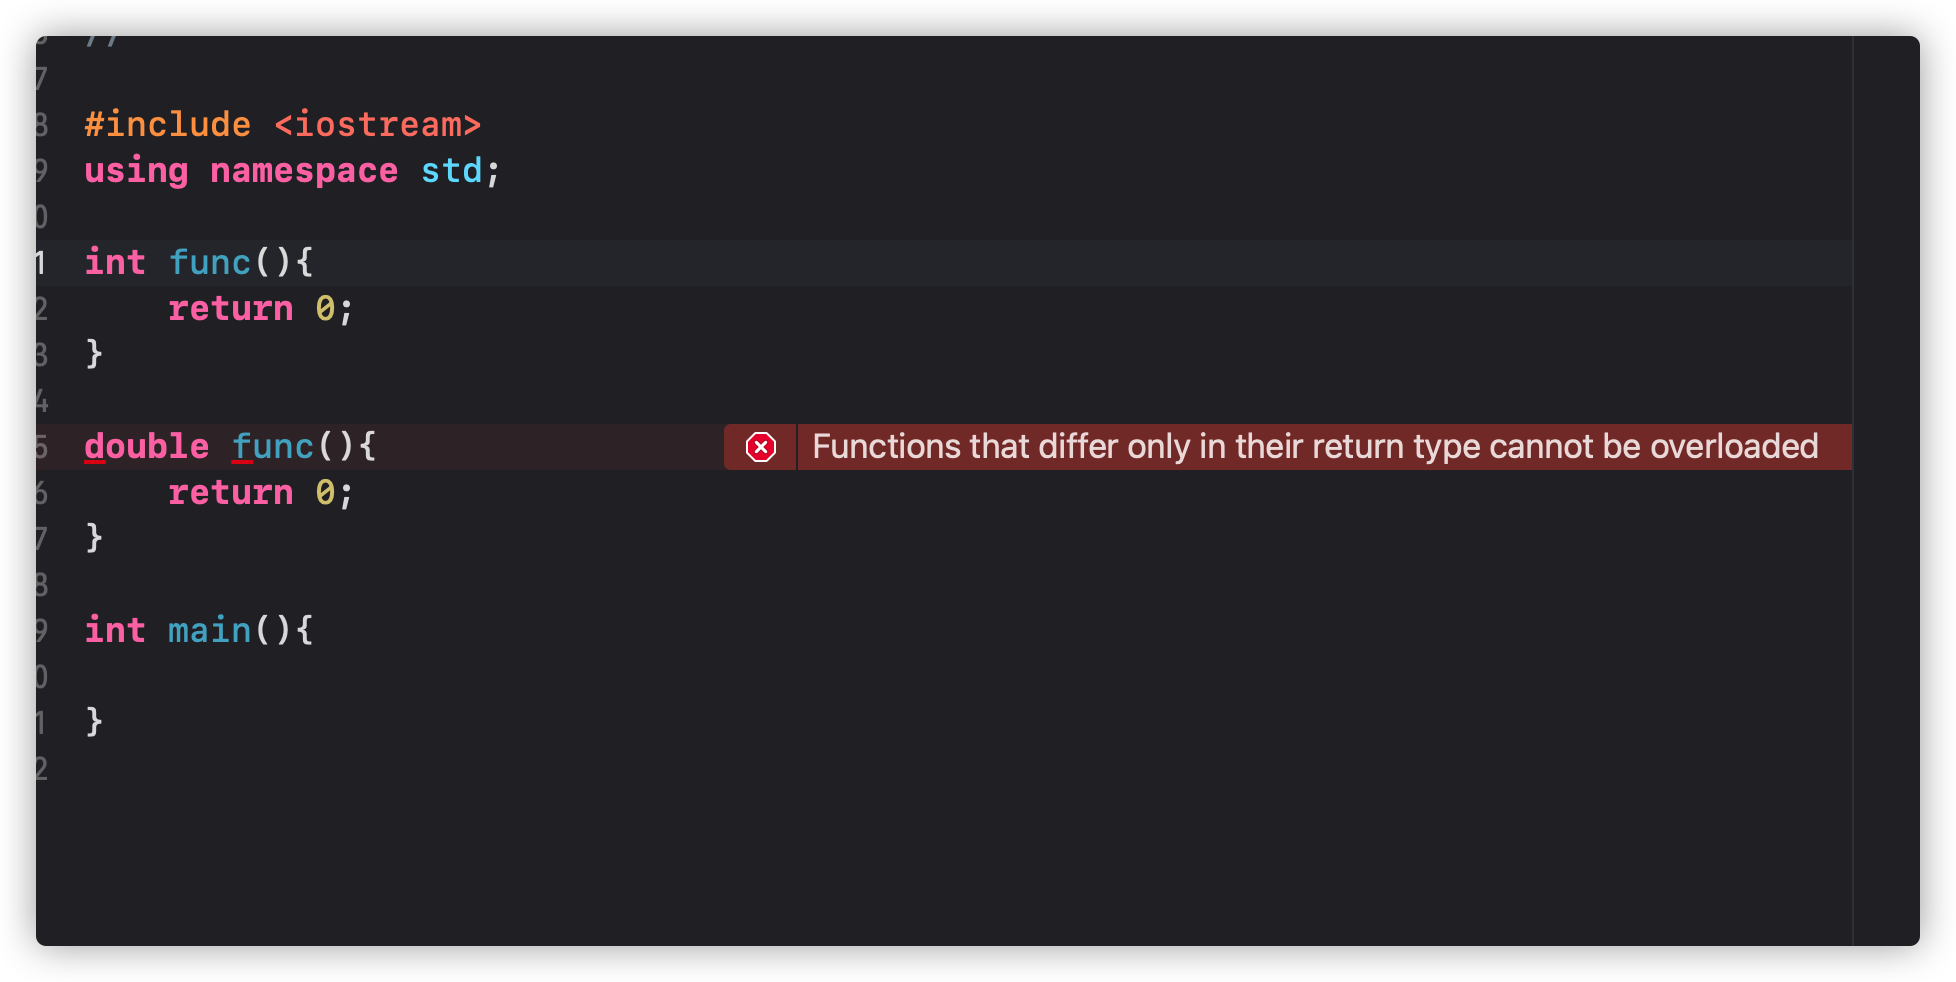 //
7
8 #include <iostream>
9 using namespace std;
0
1 int func(){
2     return 0;
3 }
4
5 double func(){ Functions that differ only in their return type cannot be overloaded
6     return 0;
7 }
8
9 int main(){
0
1 }
2